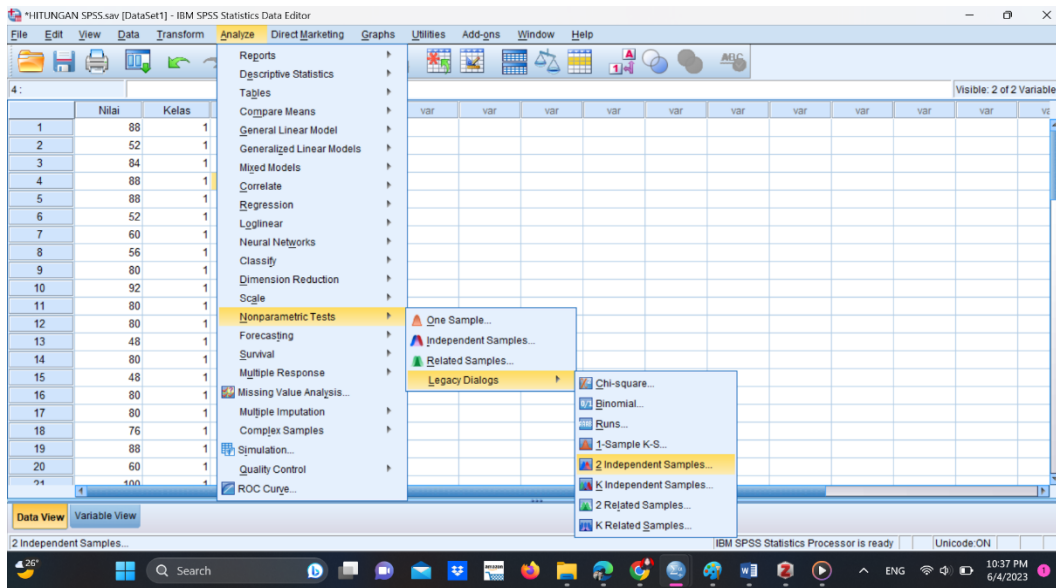 *HITUNGAN SPSS.sav [DataSet1] - IBM SPSS Statistics Data Editor
File Edit View Data Transform Analyze Direct Marketing Graphs Utilities Add-ons Window Help
4 : Visible: 2 of 2 Variable
Nilai Kelas var var var var var var var var var var
1 88 1
2 52 1
3 84 1
4 88 1
5 88 1
6 52 1
7 60 1
8 56 1
9 80 1
10 92 1
11 80 1
12 80 1
13 48 1
14 80 1
15 48 1
16 80 1
17 80 1
18 76 1
19 88 1
20 60 1
21 100 1
Reports
Descriptive Statistics
Tables
Compare Means
General Linear Model
Generalized Linear Models
Mixed Models
Correlate
Regression
Loglinear
Neural Networks
Classify
Dimension Reduction
Scale
Nonparametric Tests
Forecasting
Survival
Multiple Response
Missing Value Analysis...
Multiple Imputation
Complex Samples
Simulation...
Quality Control
ROC Curve...
One Sample...
Independent Samples...
Related Samples...
Legacy Dialogs
Chi-square...
Binomial...
Runs...
1-Sample K-S...
2 Independent Samples...
K Independent Samples...
2 Related Samples...
K Related Samples...
Data View Variable View
2 Independent Samples... IBM SPSS Statistics Processor is ready Unicode:ON
26° Search ENG 10:37 PM
6/4/2023